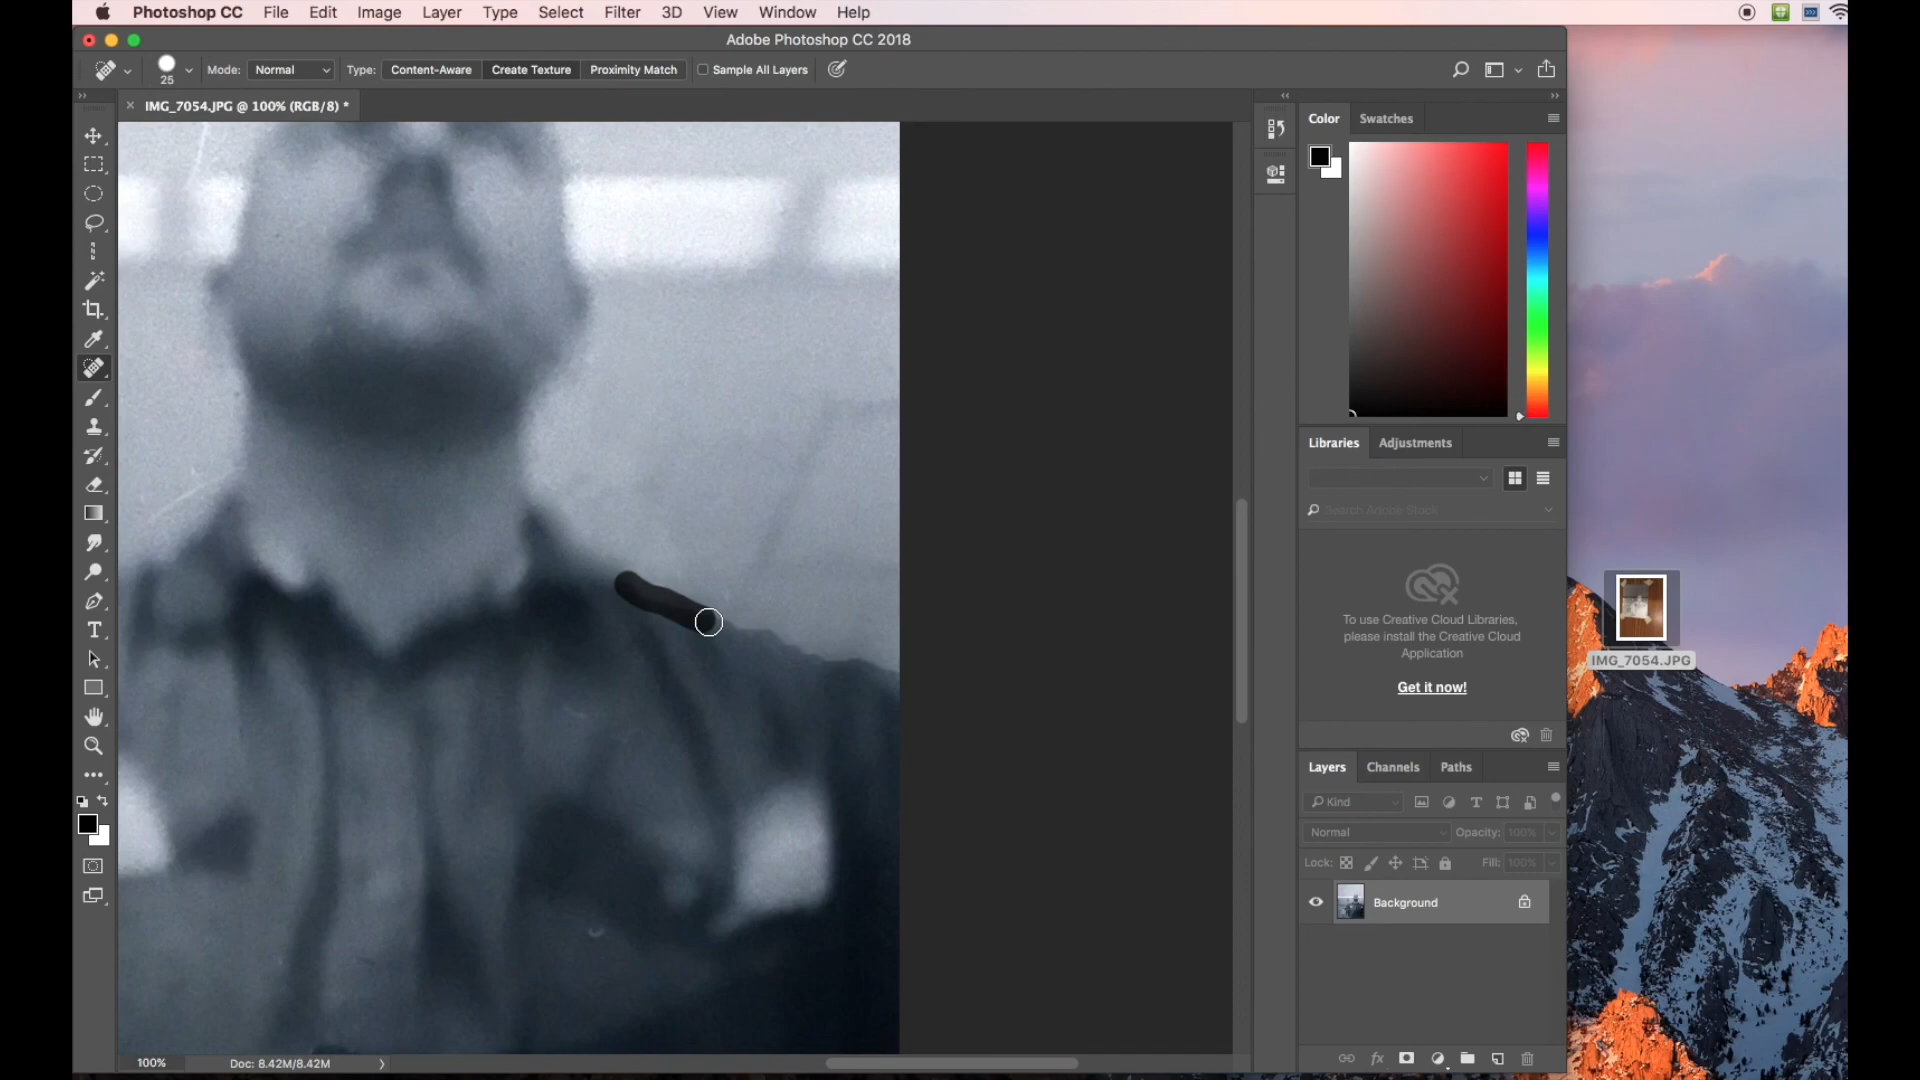 Photoshop CC File Edit Image Layer Type Select Filter 3D View Window Help
Adobe Photoshop CC 2018
25 Mode: Normal Type: Content-Aware Create Texture Proximity Match Sample All Layers
IMG_7054.JPG @ 100% (RGB/8) *
Color Swatches
Libraries Adjustments
Search Adobe Stock
To use Creative Cloud Libraries,
please install the Creative Cloud
Application
Get it now!
IMG_7054.JPG
Layers Channels Paths
Kind
Normal Opacity: 100%
Lock: Fill: 100%
Background
100% Doc: 8.42M/8.42M